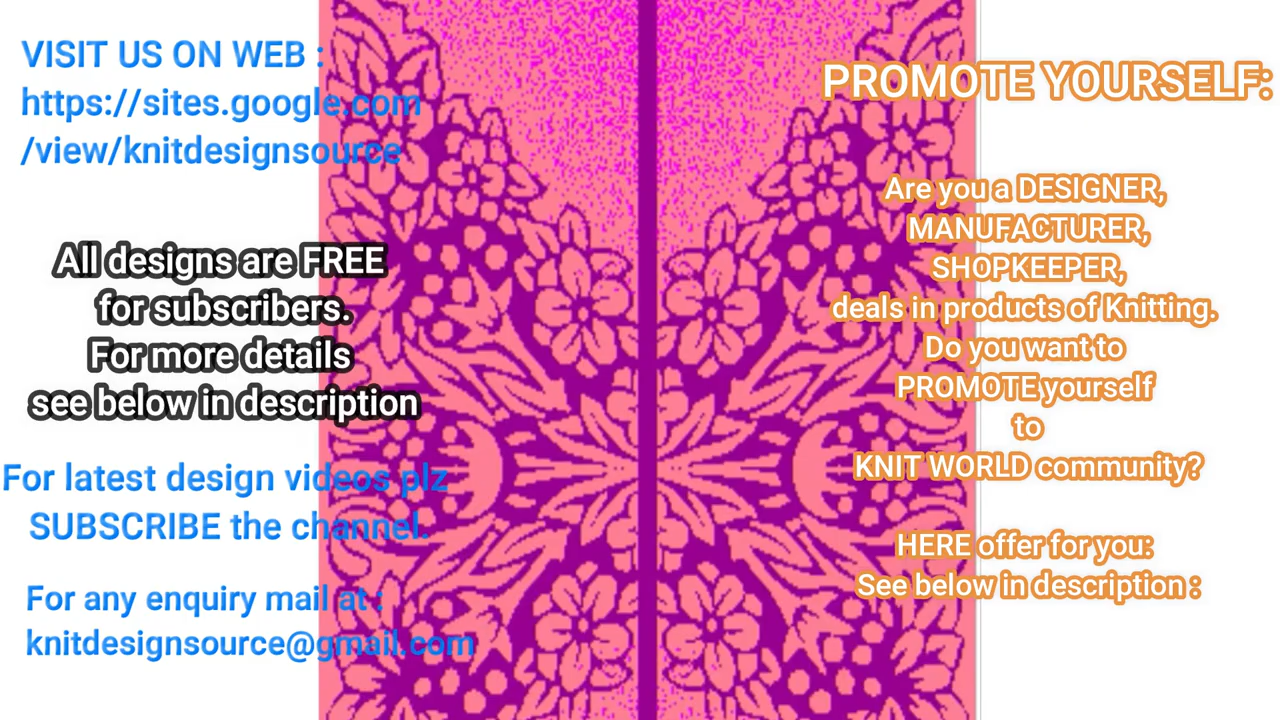 VISIT US ON WEB :
https://sites.google.com
/view/knitdesignsource
All designs are FREE
for subscribers.
For more details
see below in description
For latest design videos plz
SUBSCRIBE the channel.
For any enquiry mail at :
knitdesignsource@gmail.com
PROMOTE YOURSELF:
Are you a DESIGNER,
MANUFACTURER,
SHOPKEEPER,
deals in products of Knitting.
Do you want to
PROMOTE yourself
to
KNIT WORLD community?
HERE offer for you:
See below in description :